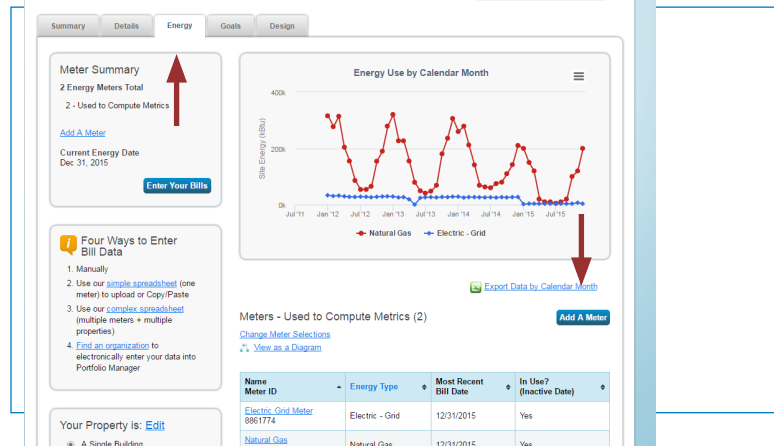 Summary Details Energy Goals Design
Meter Summary
2 Energy Meters Total
2 - Used to Compute Metrics
Add A Meter
Current Energy Date
Dec 31, 2015
Enter Your Bills
Four Ways to Enter
Bill Data
1. Manually
2. Use our simple spreadsheet (one
meter) to upload or Copy/Paste
3. Use our complex spreadsheet
(multiple meters + multiple
properties)
4. Find an organization to
electronically enter your data into
Portfolio Manager
Your Property is: Edit
A Single Building
Energy Use by Calendar Month
Site Energy (kBtu)
400k
200k
0k
Jul'11 Jan '12 Jul'12 Jan '13 Jul'13 Jan '14 Jul'14 Jan '15 Jul'15
Natural Gas Electric - Grid
Export Data by Calendar Month
Meters - Used to Compute Metrics (2)
Add A Meter
Change Meter Selections
View as a Diagram
Name
Meter ID
Energy Type
Most Recent
Bill Date
In Use?
(Inactive Date)
Electric Grid Meter
8861774
Electric - Grid
12/31/2015
Yes
Natural Gas
Natural Gas
12/31/2015
Yes